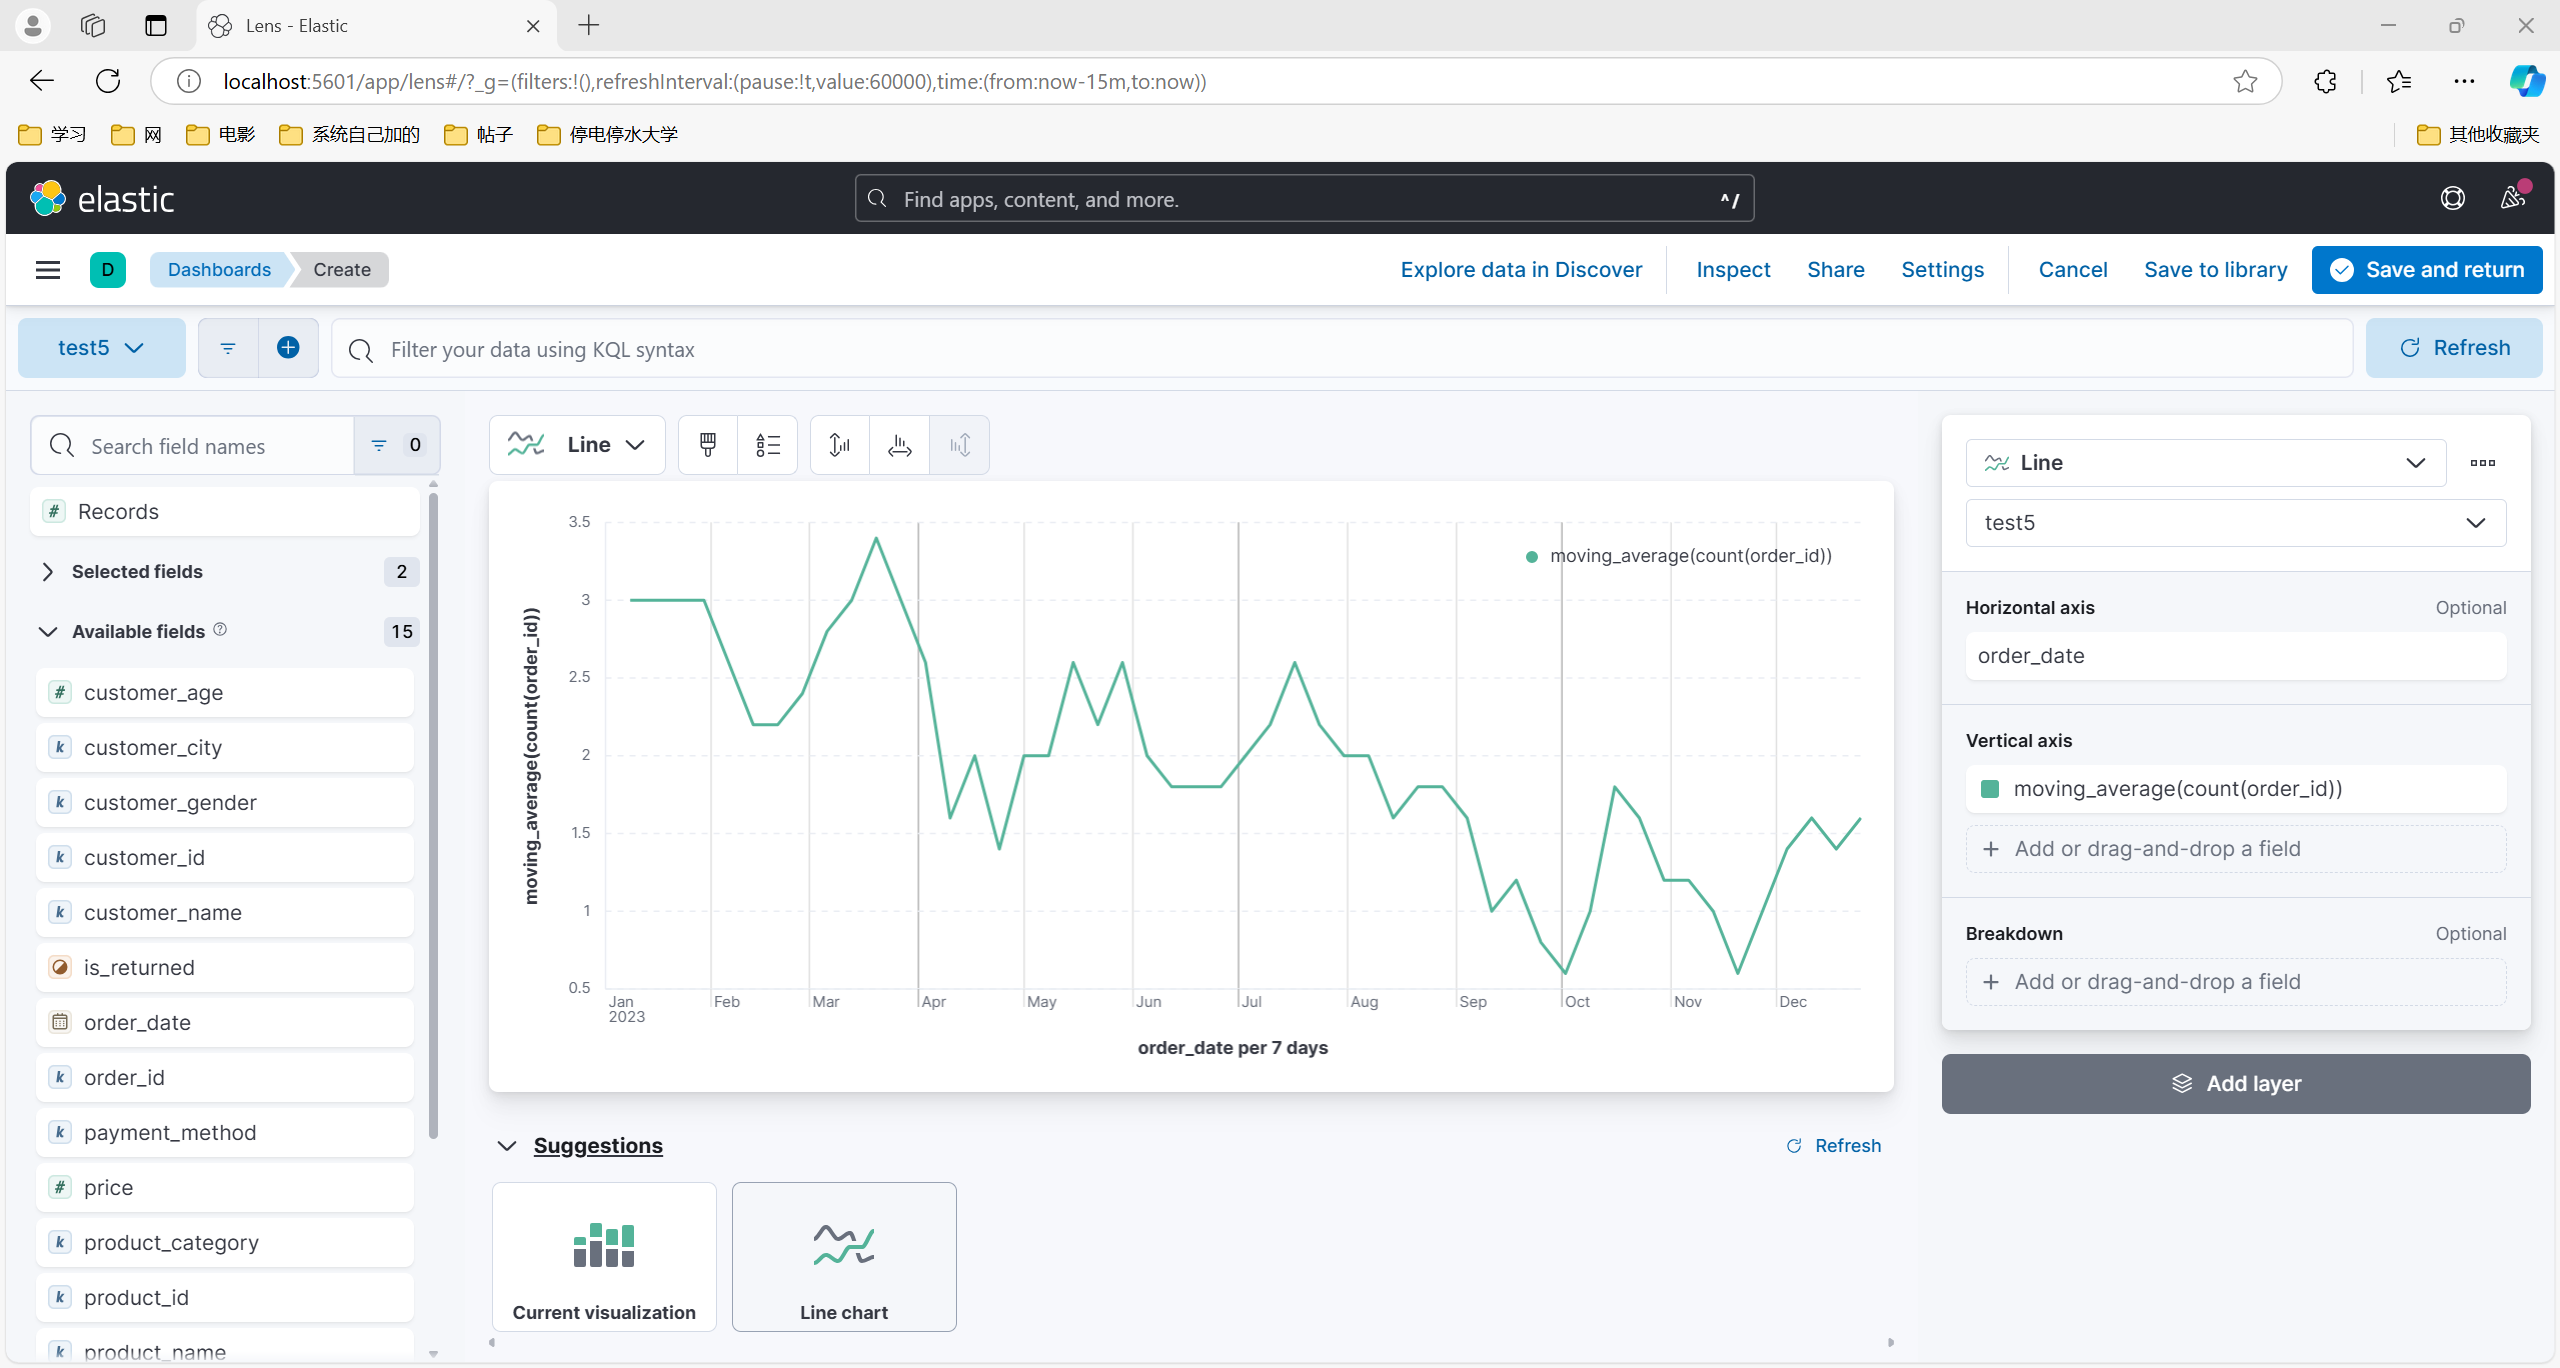 Lens - Elastic
localhost:5601/app/lens#/?_g=(filters:!(),refreshInterval:(pause:!t,value:60000),time:(from:now-15m,to:now))
学习 网 电影 系统自己加的 帖子 停电停水大学 其他收藏夹
elastic
Find apps, content, and more. ^/
D Dashboards Create Explore data in Discover Inspect Share Settings Cancel Save to library Save and return
test5 Filter your data using KQL syntax Refresh
Search field names 0
Records
Selected fields 2
Available fields 15
customer_age
customer_city
customer_gender
customer_id
customer_name
is_returned
order_date
order_id
payment_method
price
product_category
product_id
product_name
Line
moving_average(count(order_id))
3.5
3
2.5
2
1.5
1
0.5
moving_average(count(order_id))
Jan Feb Mar Apr May Jun Jul Aug Sep Oct Nov Dec
2023
order_date per 7 days
Suggestions Refresh
Current visualization
Line chart
Line
test5
Horizontal axis Optional
order_date
Vertical axis
moving_average(count(order_id))
Add or drag-and-drop a field
Breakdown Optional
Add or drag-and-drop a field
Add layer